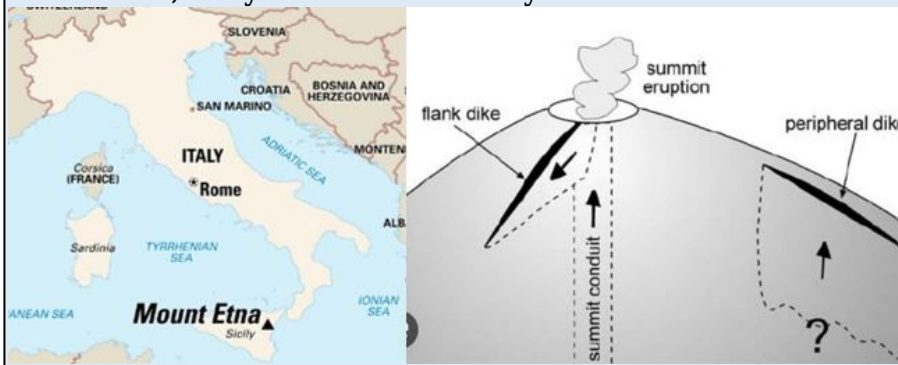 SLOVENIA
CROATIA
BOSNIA AND
HERZEGOVINA
SAN MARINO
ADRIATIC SEA
ITALY
Corsica
(FRANCE)
Rome
Sardinia
TYRRHENIAN
SEA
IONIAN
SEA
Mount Etna
Sicily
summit
eruption
flank dike
peripheral
summit conduit
?